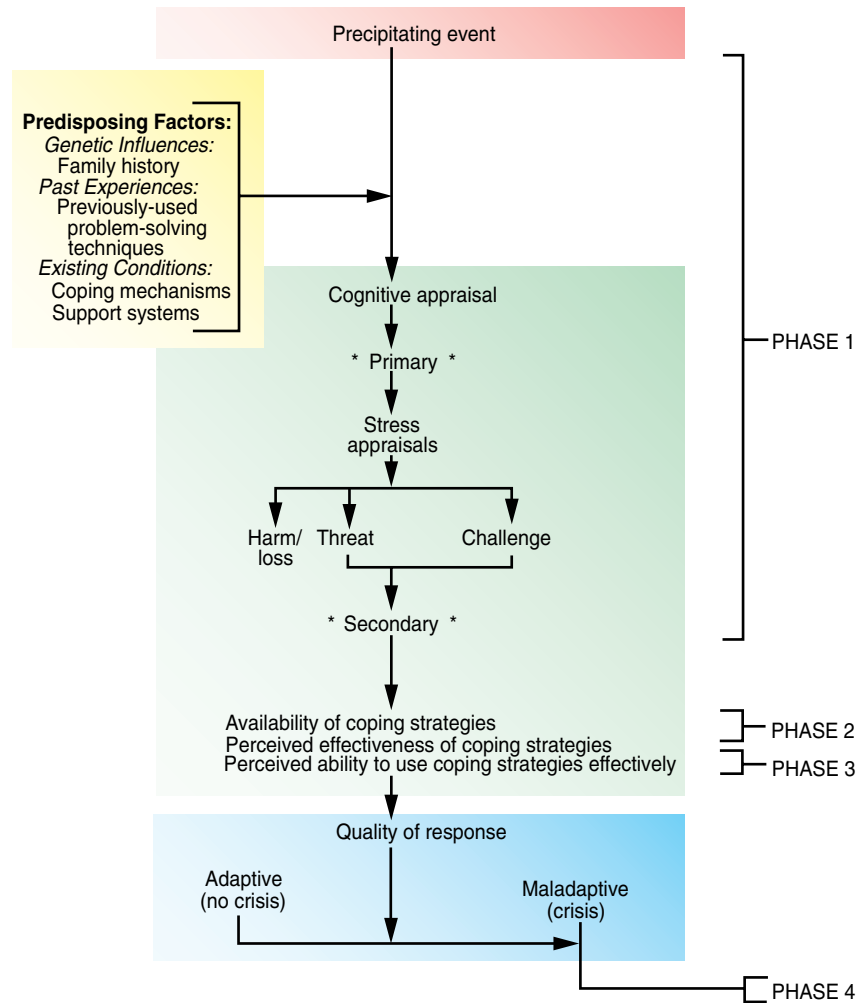 Precipitating event
Predisposing Factors:
Genetic Influences:
Family history
Past Experiences:
Previously-used
problem-solving
techniques
Existing Conditions:
Coping mechanisms
Support systems
Cognitive appraisal
* Primary *
Stress
appraisals
Harm/
loss
Threat
Challenge
* Secondary *
PHASE 1
Availability of coping strategies
Perceived effectiveness of coping strategies
Perceived ability to use coping strategies effectively
PHASE 2
PHASE 3
Quality of response
Adaptive
(no crisis)
Maladaptive
(crisis)
PHASE 4